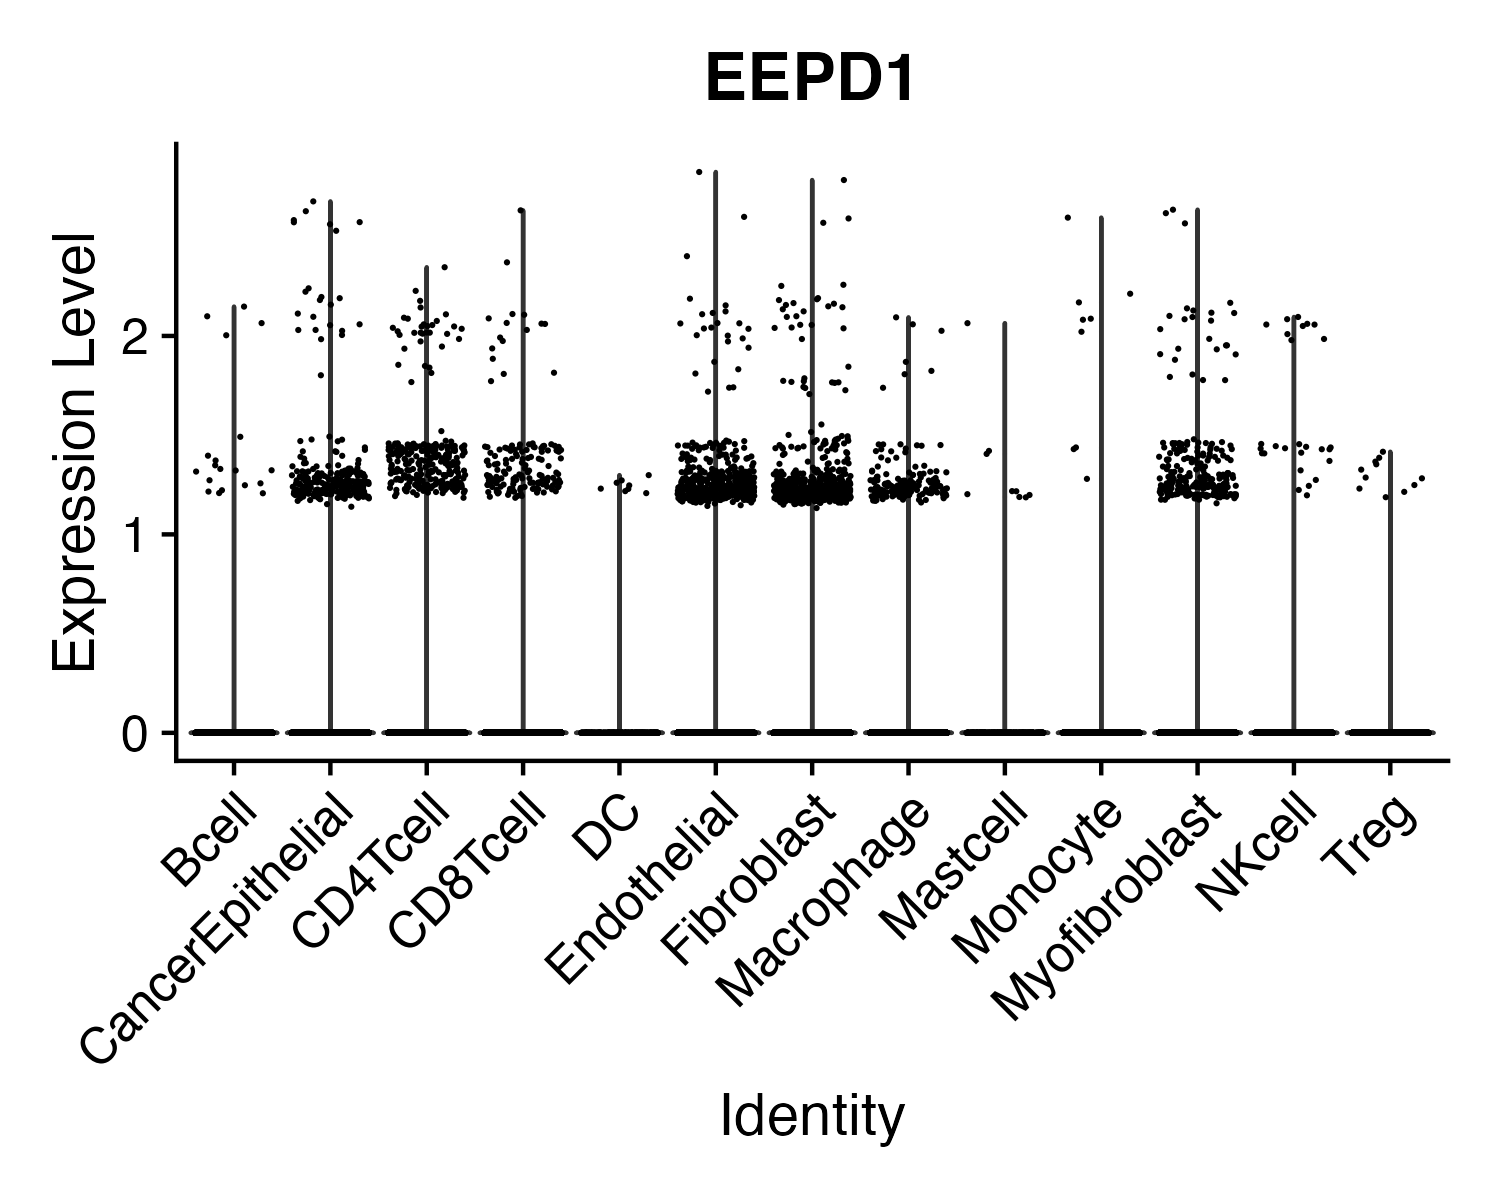 EEPD1
Expression Level
2
1
0
Bcell
CancerEpithelial
CD4Tcell
CD8Tcell
DC
Endothelial
Fibroblast
Macrophage
Mastcell
Monocyte
Myofibroblast
NKcell
Treg
Identity